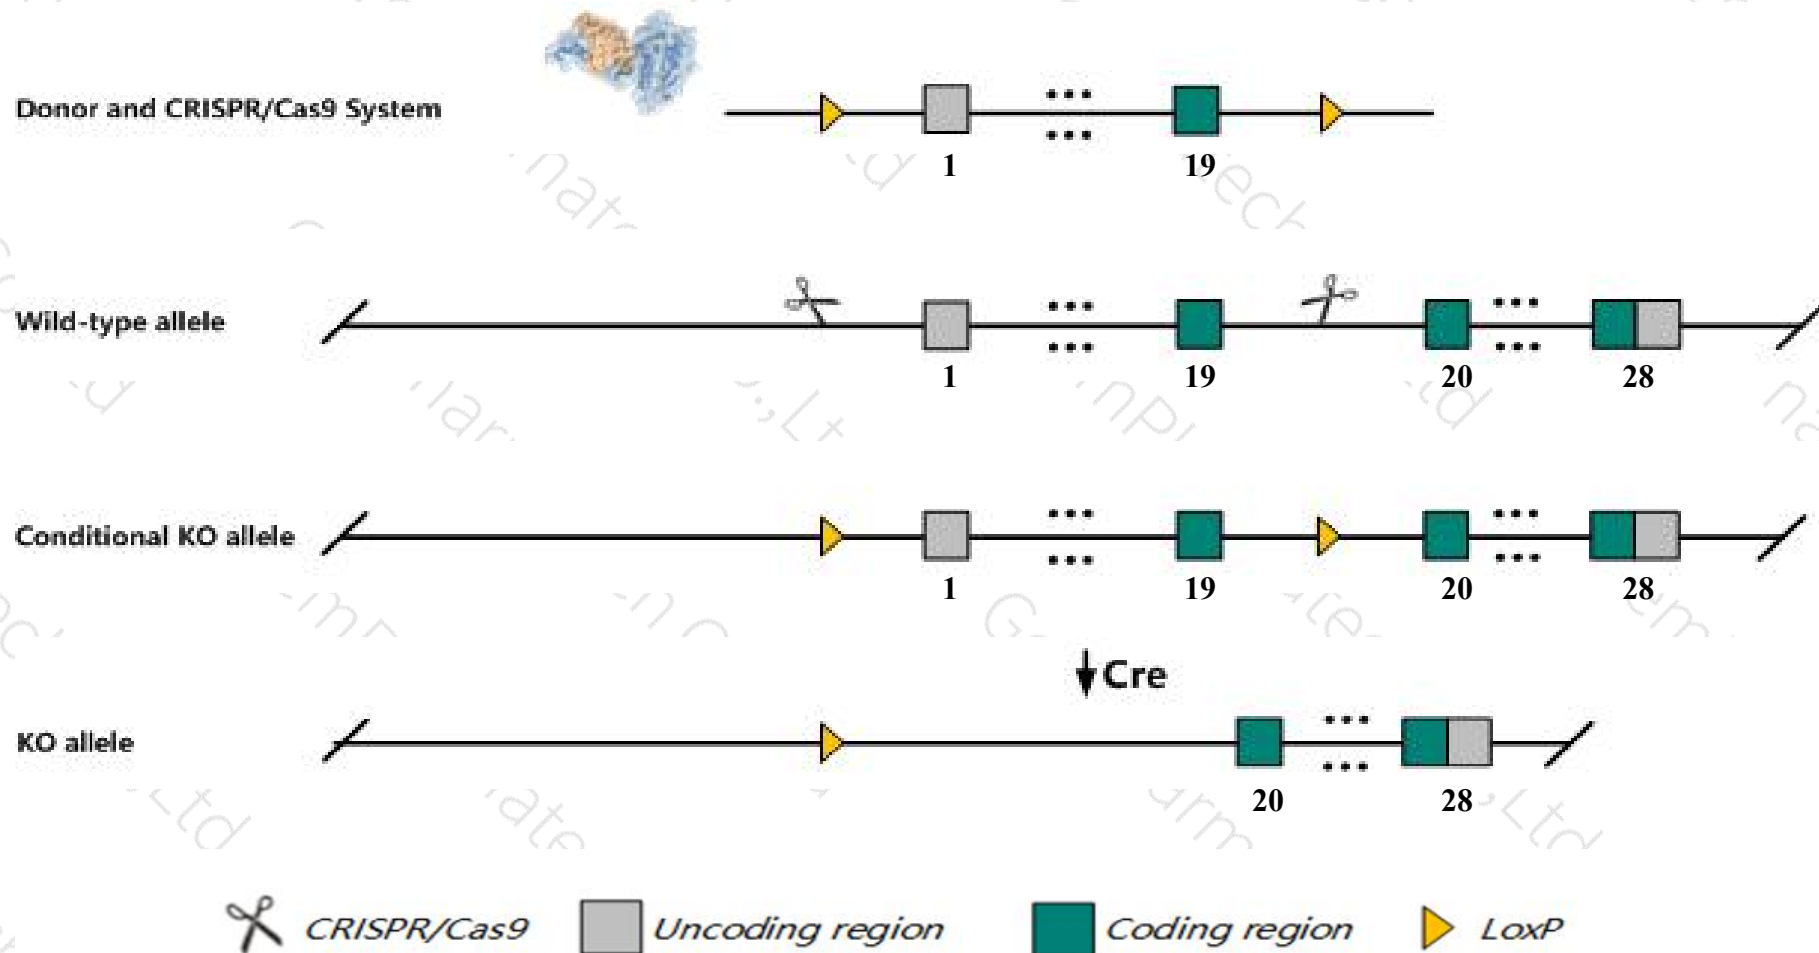 Donor and CRISPR/Cas9 System
1 19
Wild-type allele
1 19 20 28
Conditional KO allele
1 19 20 28
Cre
KO allele
20 28
CRISPR/Cas9 Uncoding region Coding region LoxP